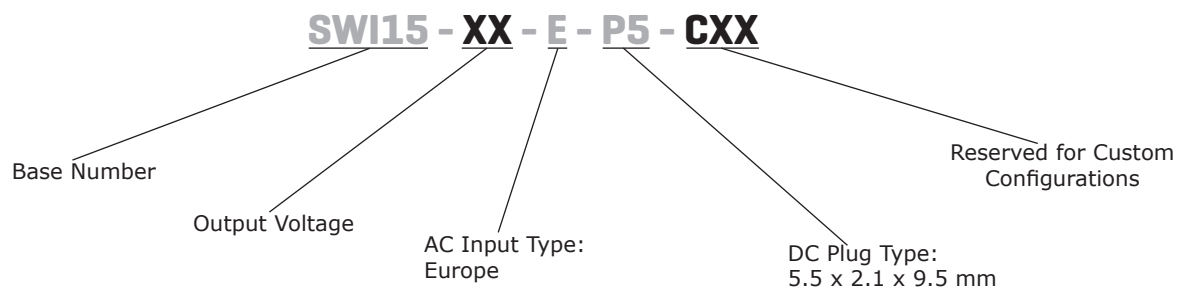 SWI15 - XX - E - P5 - CXX
Base Number
Output Voltage
AC Input Type:
Europe
DC Plug Type:
5.5 x 2.1 x 9.5 mm
Reserved for Custom
Configurations